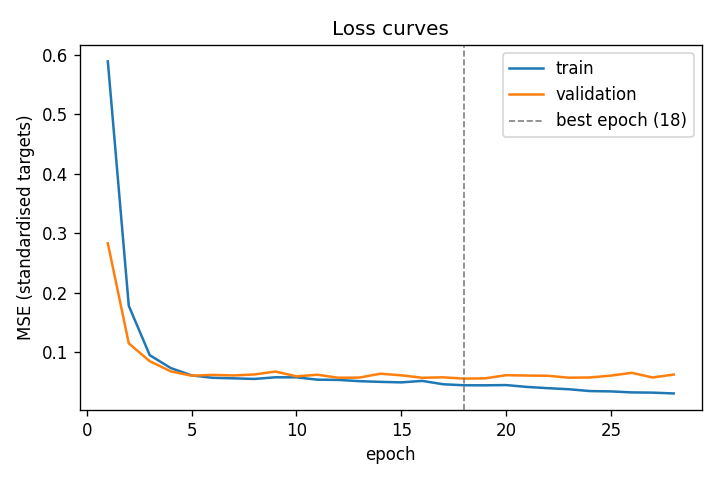 Loss curves
0.6
0.5
0.4
0.3
0.2
0.1
MSE (standardised targets)
train
validation
best epoch (18)
0 5 10 15 20 25
epoch